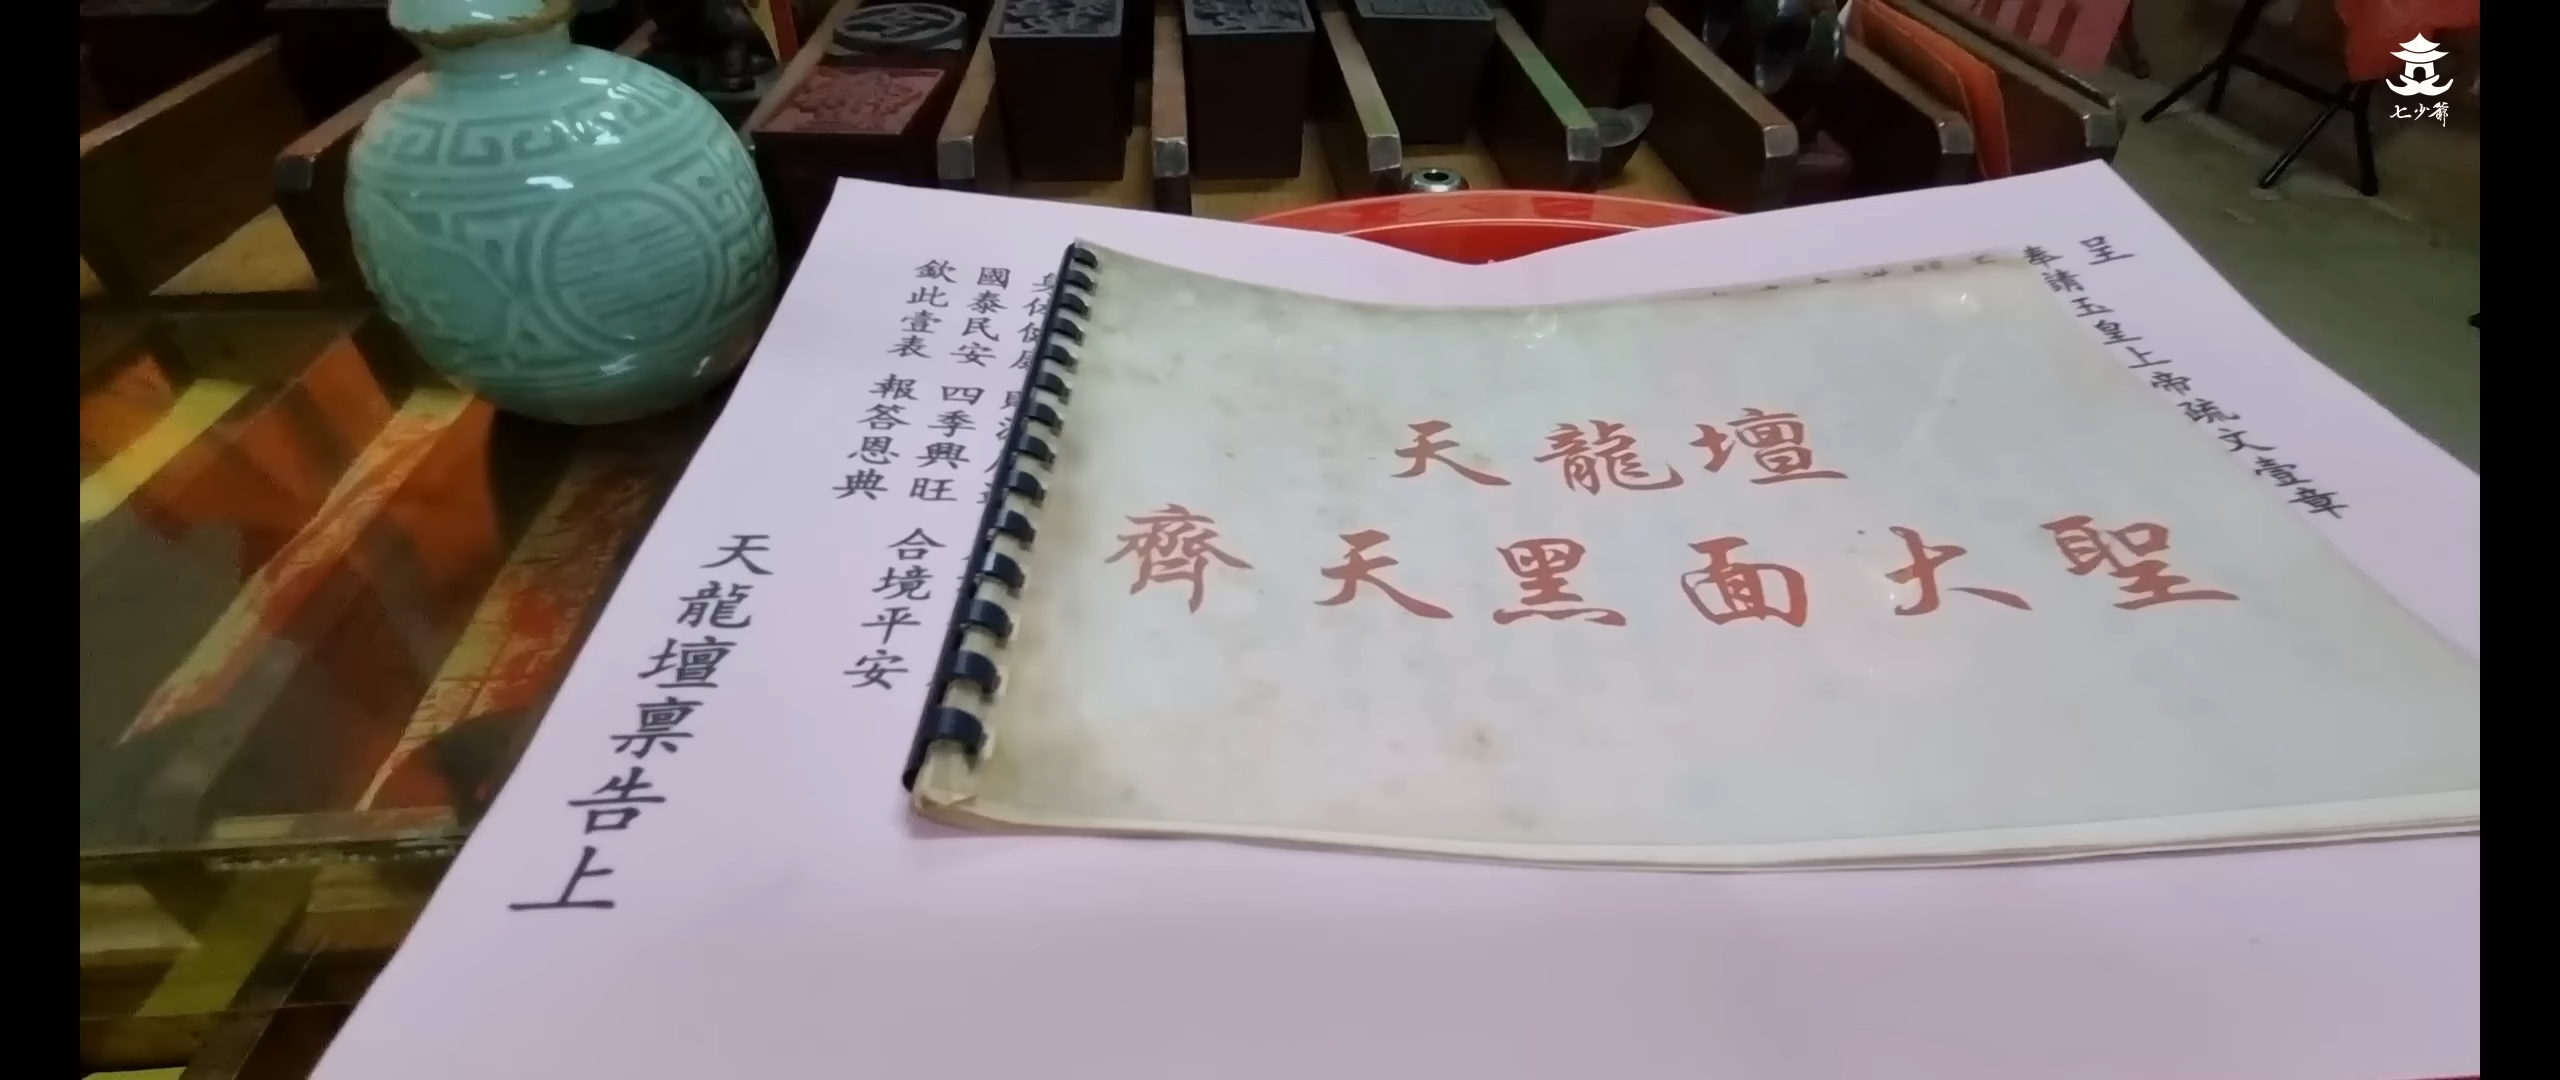 七少爺
天龍壇
齊天黑面大聖
呈
奉請玉皇上帝疏文壹章
國泰民安 四季興旺 合境平安
欽此壹表 報答恩典
天龍壇禀告上